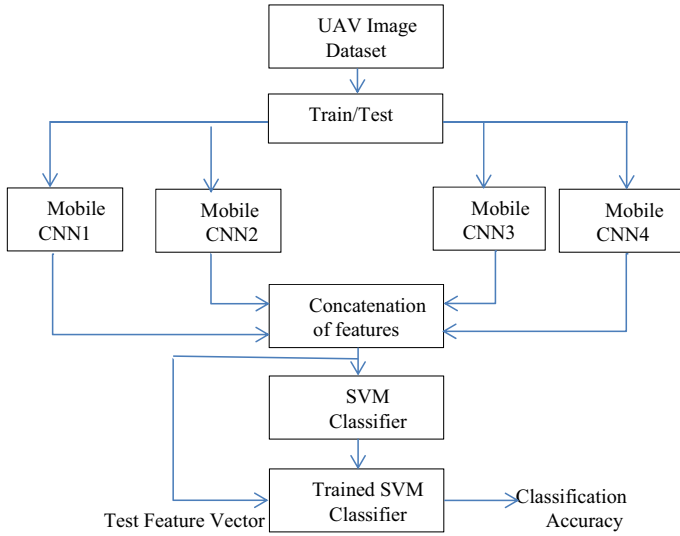 UAV Image
Dataset
Train/Test
Mobile
CNN1
Mobile
CNN2
Mobile
CNN3
Mobile
CNN4
Concatenation
of features
SVM
Classifier
Trained SVM
Classifier
Test Feature Vector
Classification
Accuracy